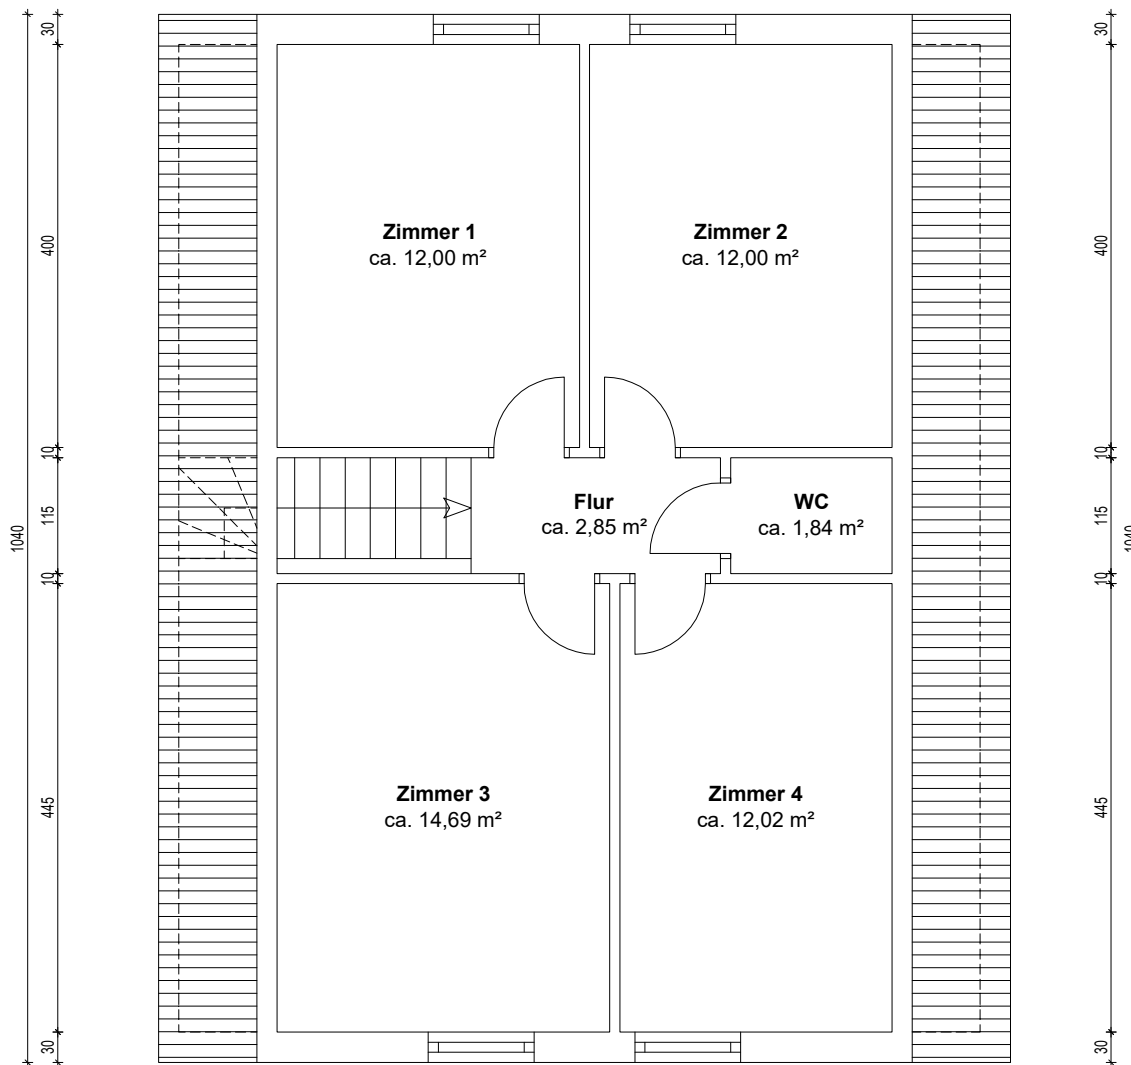 30
30
Zimmer 1
ca. 12,00 m²
Zimmer 2
ca. 12,00 m²
400
400
10
10
Flur
ca. 2,85 m²
WC
ca. 1,84 m²
115
115
1040
1040
10
10
Zimmer 3
ca. 14,69 m²
Zimmer 4
ca. 12,02 m²
445
445
30
30